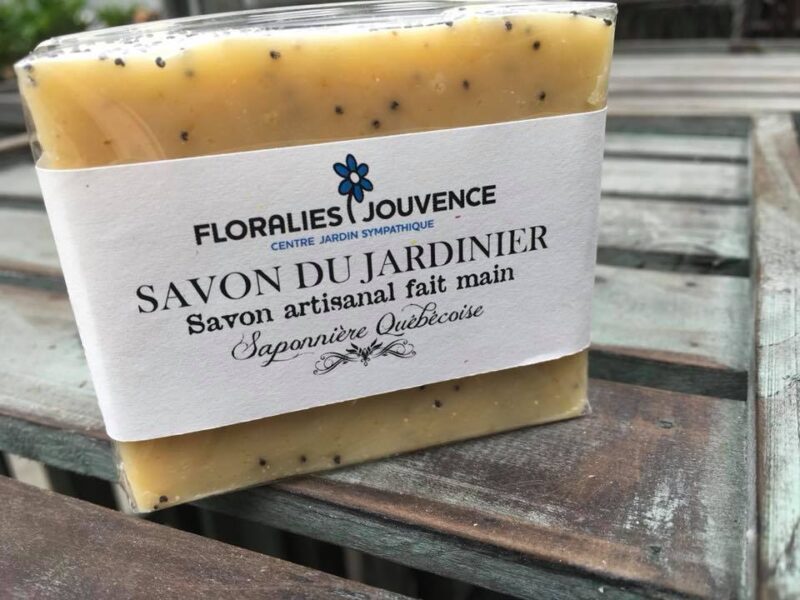 FLORALIES JOUVENCE
CENTRE JARDIN SYMPATHIQUE
SAVON DU JARDINIER
Savon artisanal fait main
Saponnière Québécoise